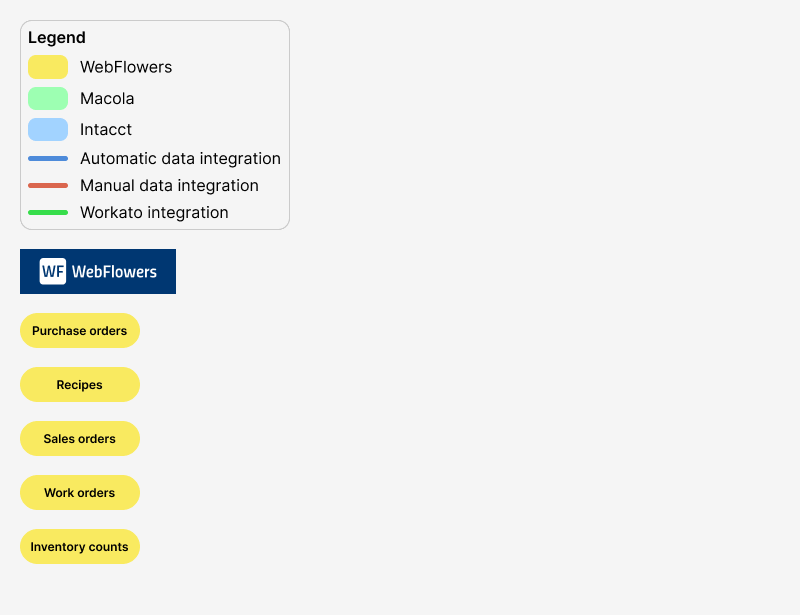 Legend
WebFlowers
Macola
Intacct
Automatic data integration
Manual data integration
Workato integration
WF WebFlowers
Purchase orders
Recipes
Sales orders
Work orders
Inventory counts